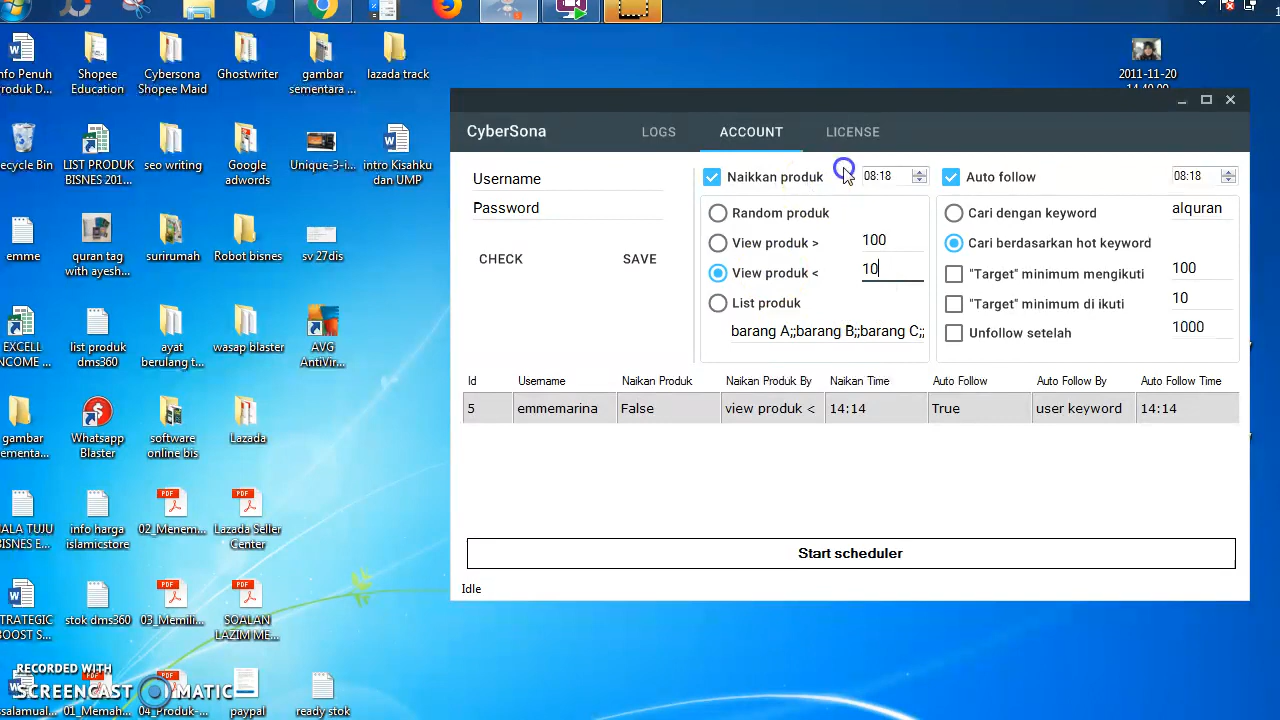 nfo Penuh
roduk D...
Shopee
Education
Cybersona
Shopee Maid
Ghostwriter
gambar
sementara ...
lazada track
2011-11-20
ecycle Bin
LIST PRODUK
BISNES 201...
seo writing
Google
adwords
Unique-3-i...
intro Kisahku
dan UMP
emme
quran tag
with ayesh...
surirumah
Robot bisnes
sv 27dis
EXCELL
INCOME ...
list produk
dms360
ayat
berulang t...
wasap blaster
AVG
AntiVir...
gambar
ementa...
Whatsapp
Blaster
software
online bis
Lazada
ALA TUJU
BISNES E...
info harga
islamicstore
02_Menem...
Lazada Seller
Center
TRATEGIC
BOOST S...
stok dms360
03_Memili...
SOALAN
LAZIM ME...
ssalamual...
01_Memah...
04_Produk-...
paypal
ready stok
CyberSona
LOGS
ACCOUNT
LICENSE
Username
Password
CHECK
SAVE
Naikkan produk
08:18
Random produk
View produk >
100
View produk <
10
List produk
barang A;;barang B;;barang C;;
Auto follow
08:18
Cari dengan keyword
alquran
Cari berdasarkan hot keyword
"Target" minimum mengikuti
100
"Target" minimum di ikuti
10
Unfollow setelah
1000
Id Username Naikan Produk Naikan Produk By Naikan Time Auto Follow Auto Follow By Auto Follow Time
5 emmemarina False view produk < 14:14 True user keyword 14:14
Start scheduler
Idle
RECORDED WITH
SCREENCAST MATIC